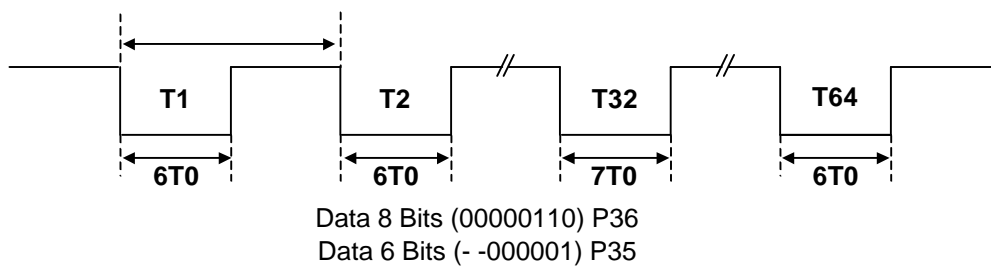 T1 T2 T32 T64
6T0 6T0 7T0 6T0
Data 8 Bits (00000110) P36
Data 6 Bits (- -000001) P35